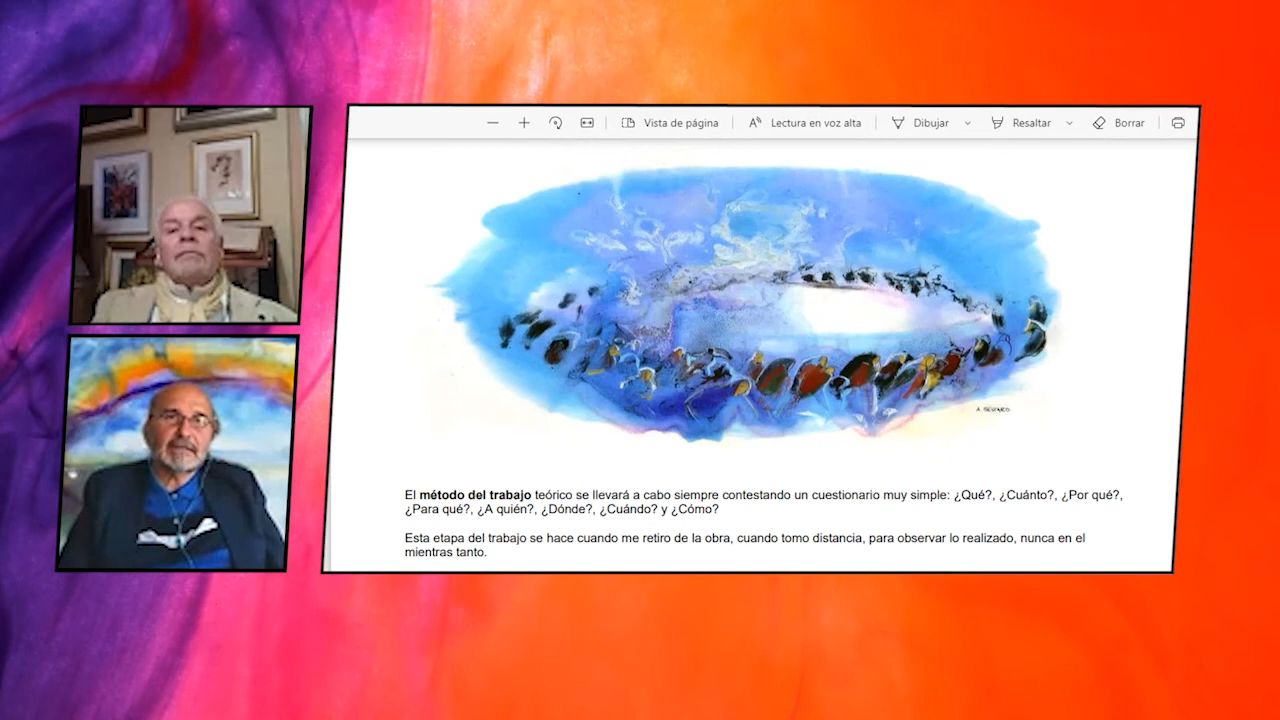 Vista de página
Lectura en voz alta
Dibujar
Resaltar
Borrar
El método del trabajo teórico se llevará a cabo siempre contestando un cuestionario muy simple: ¿Qué?, ¿Cuánto?, ¿Por qué?,
¿Para qué?, ¿A quién?, ¿Dónde?, ¿Cuándo? y ¿Cómo?
Esta etapa del trabajo se hace cuando me retiro de la obra, cuando tomo distancia, para observar lo realizado, nunca en el
mientras tanto.